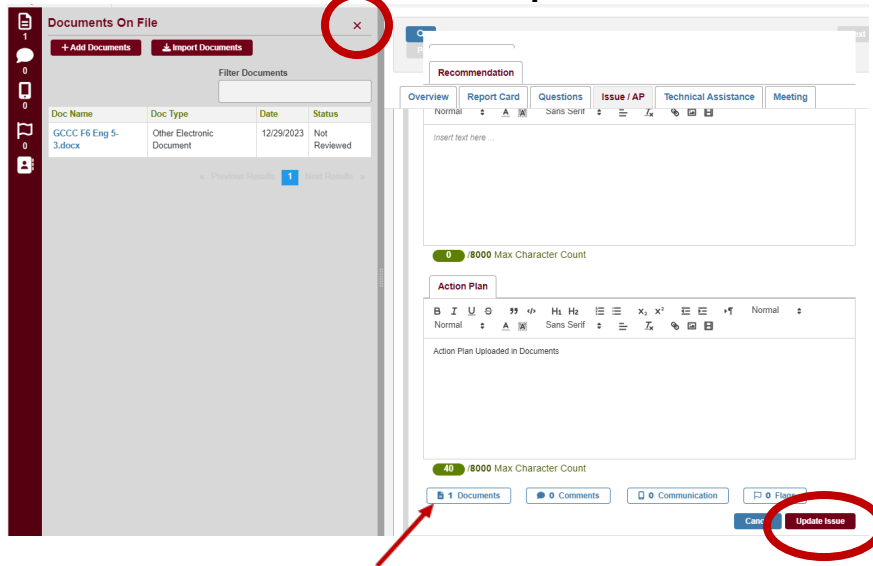 1
0
0
0
Documents On File
×
+ Add Documents
Import Documents
Filter Documents
Doc Name Doc Type Date Status
GCCC F6 Eng 5- Other Electronic 12/29/2023 Not
3.docx Document Reviewed
« Previous Results 1 Next Results »
Recommendation
Overview Report Card Questions Issue / AP Technical Assistance Meeting
Normal A A Sans Serif
Insert text here ...
0 /8000 Max Character Count
Action Plan
B I U S ” </> H1 H2 x₂ x² ¶ Normal
Normal A A Sans Serif
Action Plan Uploaded in Documents
40 /8000 Max Character Count
1 Documents 0 Comments 0 Communication 0 Flags
Cancel Update Issue